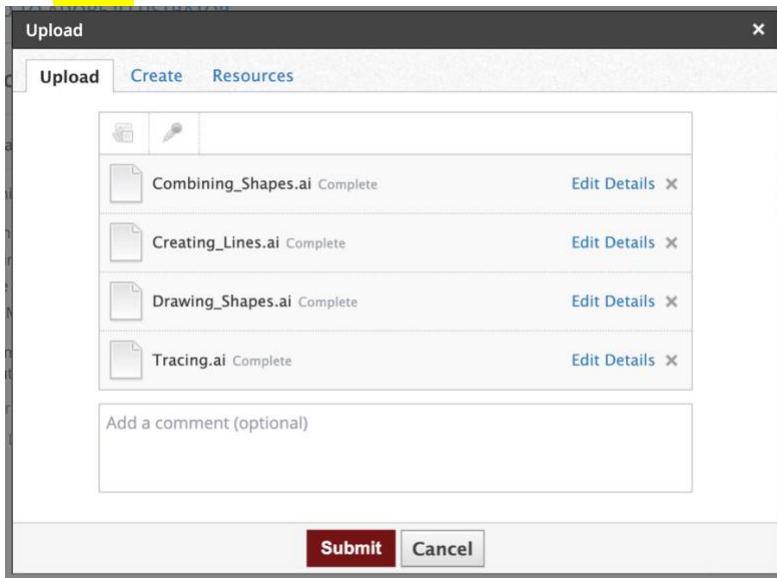 Upload ×
Upload Create Resources
Combining_Shapes.ai Complete Edit Details ×
Creating_Lines.ai Complete Edit Details ×
Drawing_Shapes.ai Complete Edit Details ×
Tracing.ai Complete Edit Details ×
Add a comment (optional)
Submit Cancel